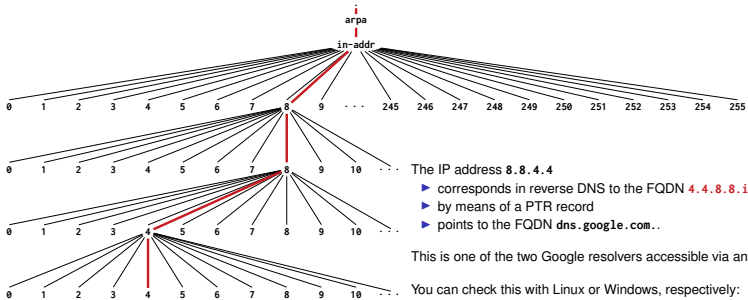 .
arpa
in-addr
0 1 2 3 4 5 6 7 8 9 ... 245 246 247 248 249 250 251 252 253 254 255
0 1 2 3 4 5 6 7 8 9 10 ...
The IP address 8.8.4.4
▶ corresponds in reverse DNS to the FQDN 4.4.8.8.i
▶ by means of a PTR record
0 1 2 3 4 5 6 7 8 9 10 ...
▶ points to the FQDN dns.google.com..
This is one of the two Google resolvers accessible via an
0 1 2 3 4 5 6 7 8 9 10 ...
You can check this with Linux or Windows, respectively: